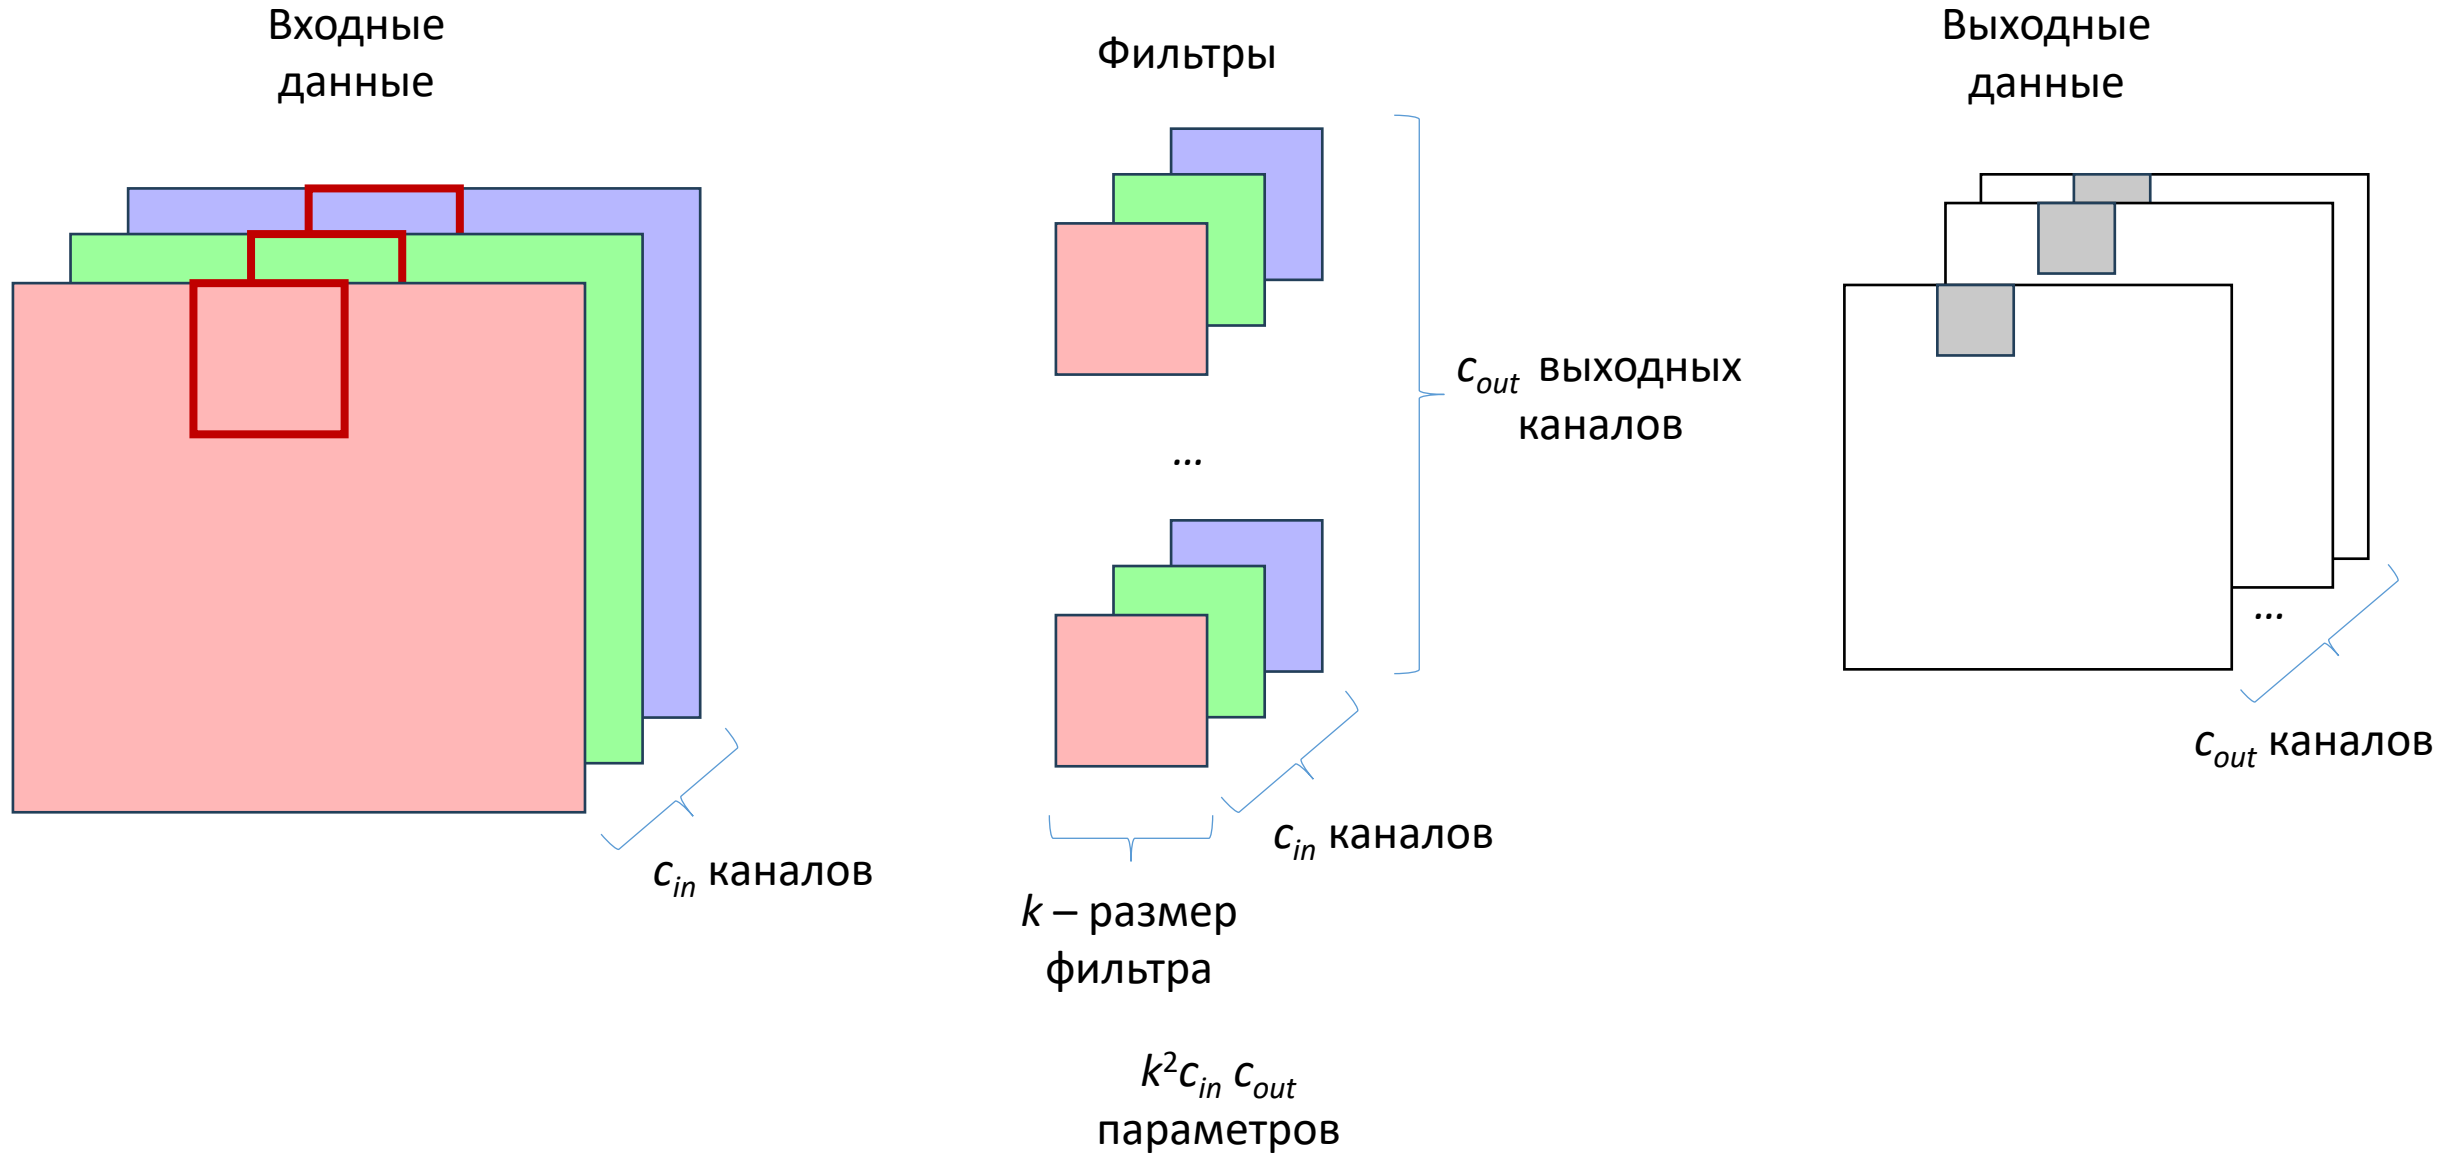 Входные
данные
Фильтры
Выходные
данные
c_out выходных
каналов
...
...
c_in каналов
c_in каналов
c_out каналов
k – размер
фильтра
k²c_in c_out
параметров